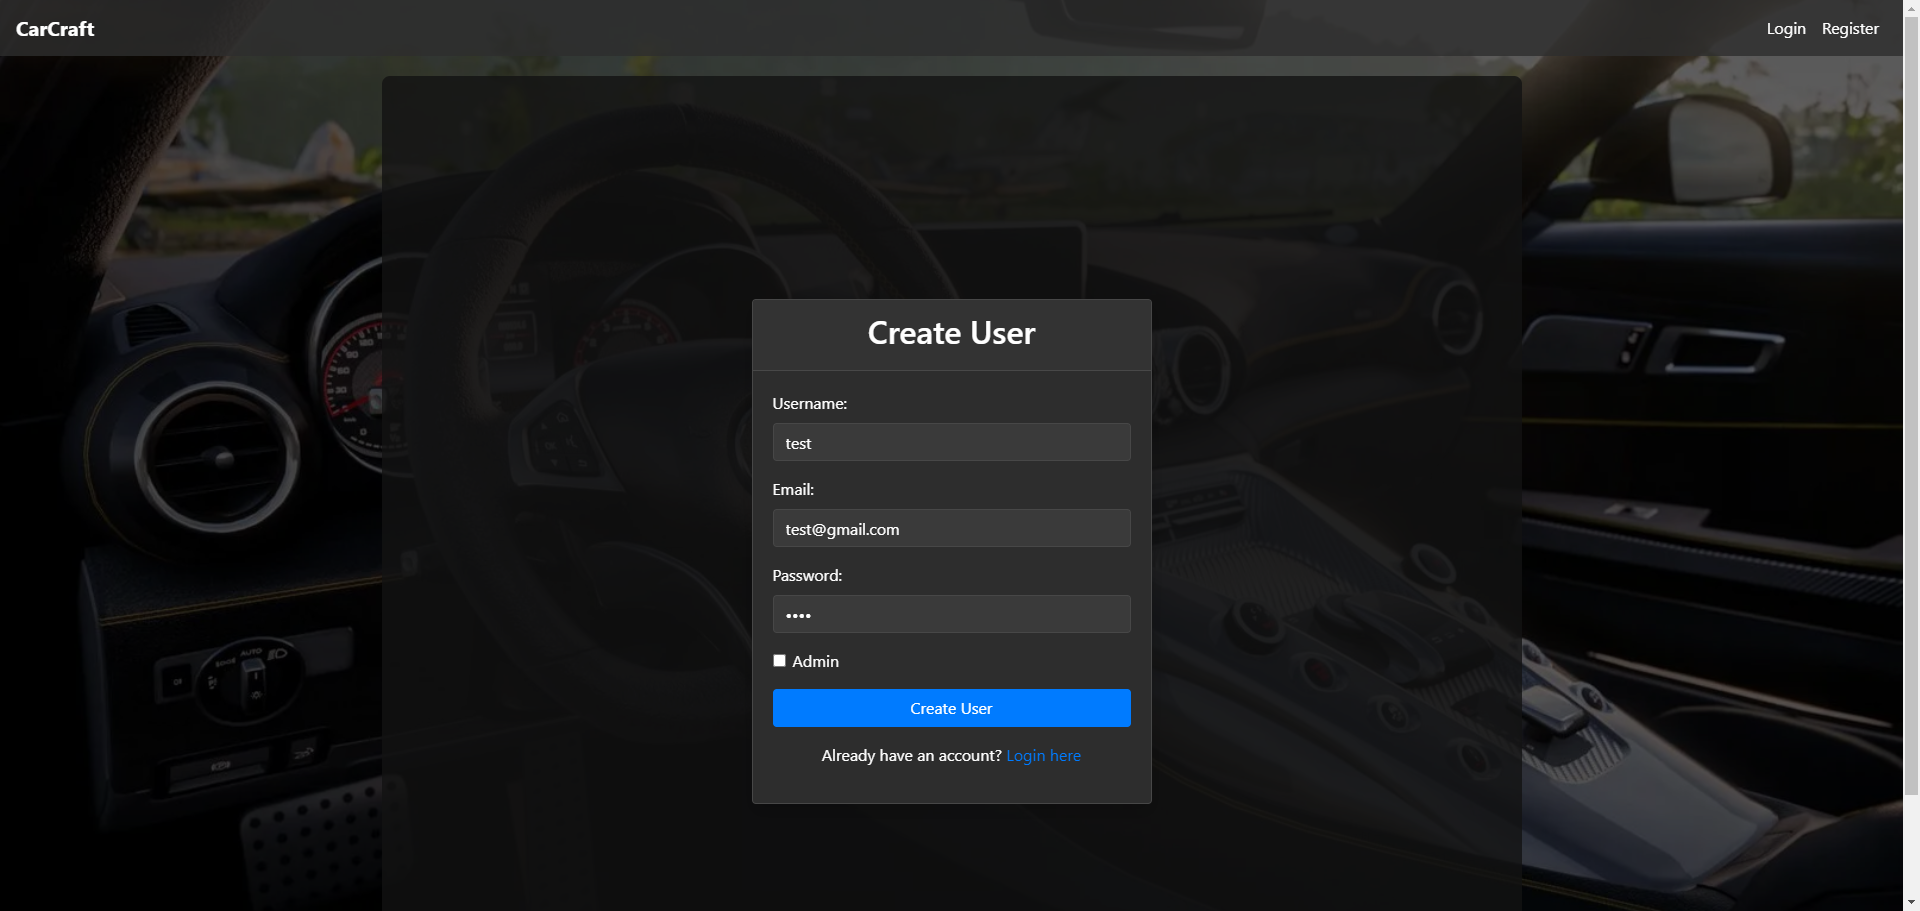 CarCraft
Login Register
Create User
Username:
test
Email:
test@gmail.com
Password:
••••
Admin
Create User
Already have an account? Login here
AUTO